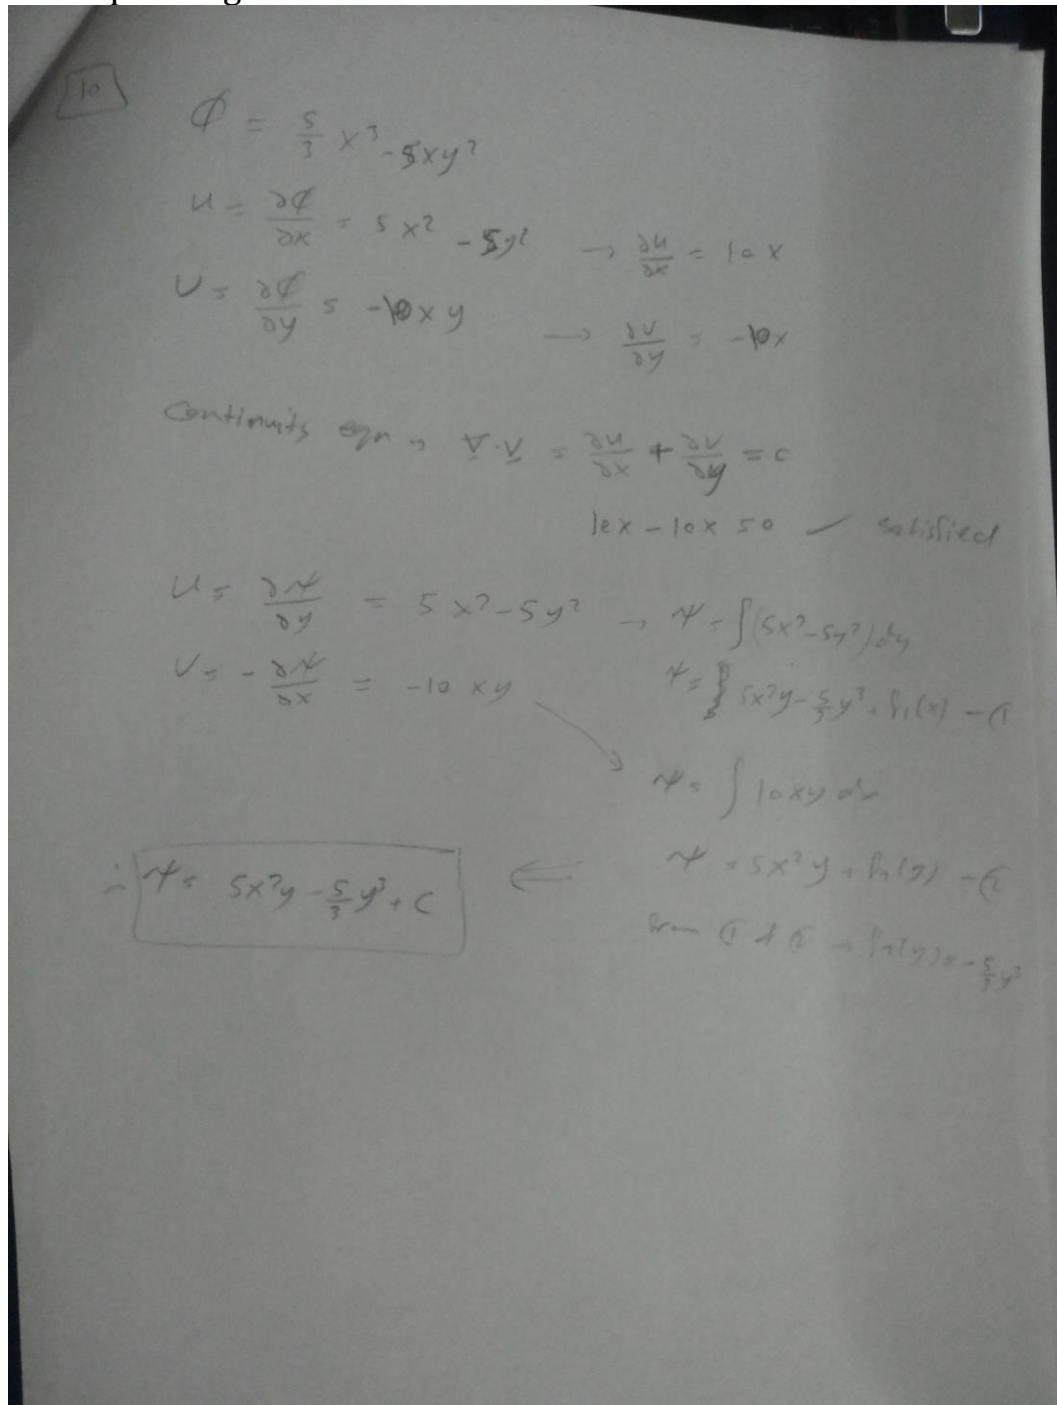 10
Φ = 5/3 x³ - 5xy²
u = ∂Φ/∂x = 5x² - 5y² → ∂u/∂x = 10x
V = ∂Φ/∂y = -10xy → ∂v/∂y = -10x
Continuity eqn → ∇·V = ∂u/∂x + ∂v/∂y = 0
10x - 10x = 0 ✓ satisfied
u = ∂ψ/∂y = 5x² - 5y² → ψ = ∫(5x² - 5y²) dy
V = -∂ψ/∂x = -10xy
ψ = 5x²y - 5/3 y³ + f₁(x) - ①
ψ = ∫ 10xy dx
ψ = 5x²y + f₂(y) - ②
∴ ψ = 5x²y - 5/3 y³ + C ⇐
from ① & ② → f₂(y) = -5/3 y³